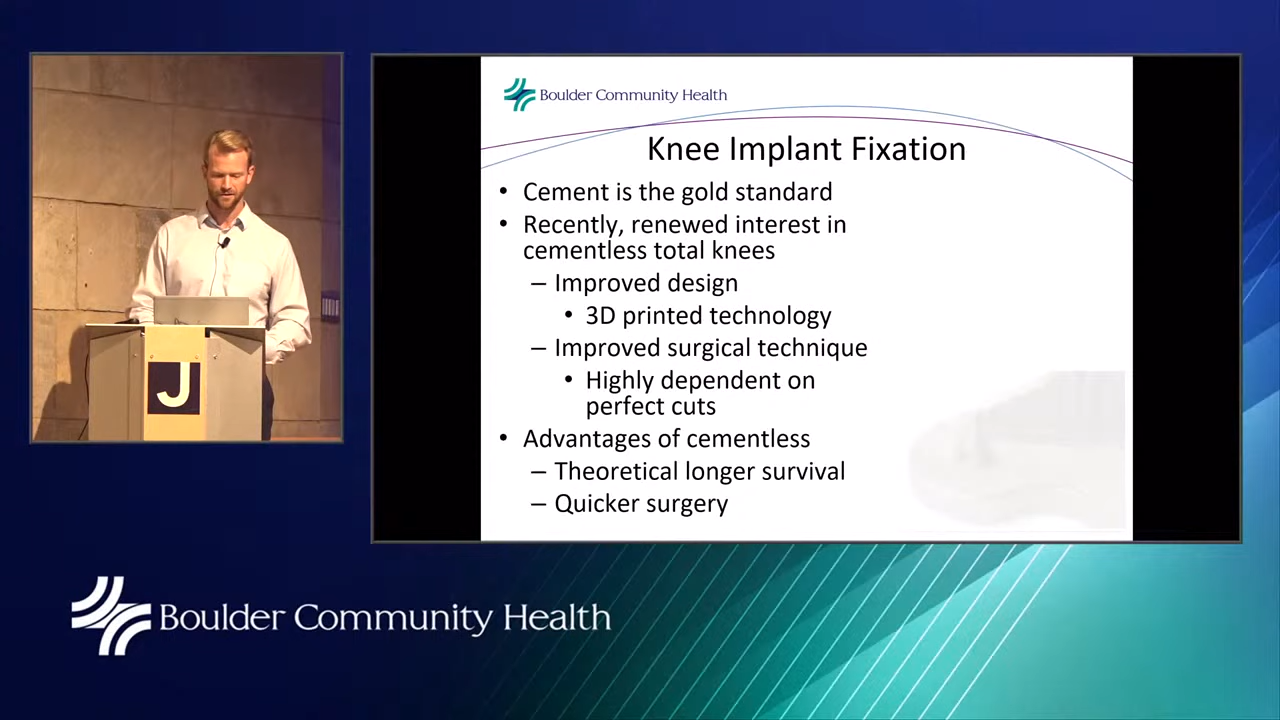 Boulder Community Health
Knee Implant Fixation
• Cement is the gold standard
• Recently, renewed interest in
cementless total knees
– Improved design
• 3D printed technology
– Improved surgical technique
• Highly dependent on
perfect cuts
• Advantages of cementless
– Theoretical longer survival
– Quicker surgery
J
Boulder Community Health